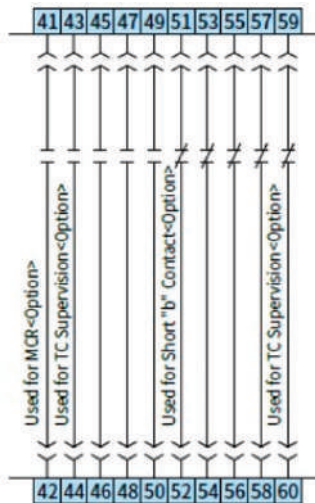 41 43 45 47 49 51 53 55 57 59
Used for MCR<Option>
Used for TC Supervision<Option>
Used for Short "b" Contact<Option>
Used for TC Supervision<Option>
42 44 46 48 50 52 54 56 58 60